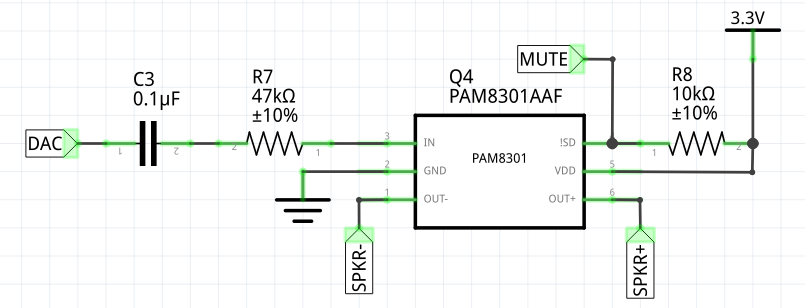 3.3V
MUTE
Q4
PAM8301AAF
C3
0.1µF
R7
47kΩ
±10%
R8
10kΩ
±10%
DAC
1
2
2
1
3
IN
!SD
1
2
PAM8301
2
GND
VDD
5
1
OUT-
OUT+
6
SPKR-
SPKR+